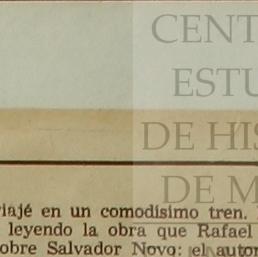 CENT
ESTU
DE HIS
DE M
viajé en un comodísimo tren.
leyendo la obra que Rafael
obre Salvador Novo: el autor